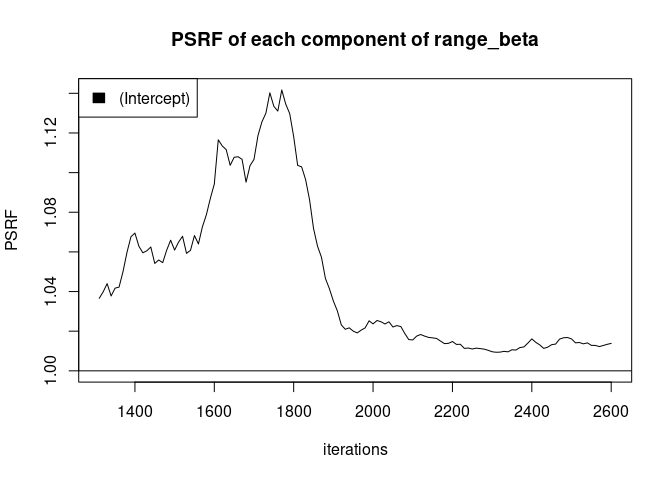 PSRF of each component of range_beta
(Intercept)
PSRF
1.12
1.08
1.04
1.00
1400 1600 1800 2000 2200 2400 2600
iterations